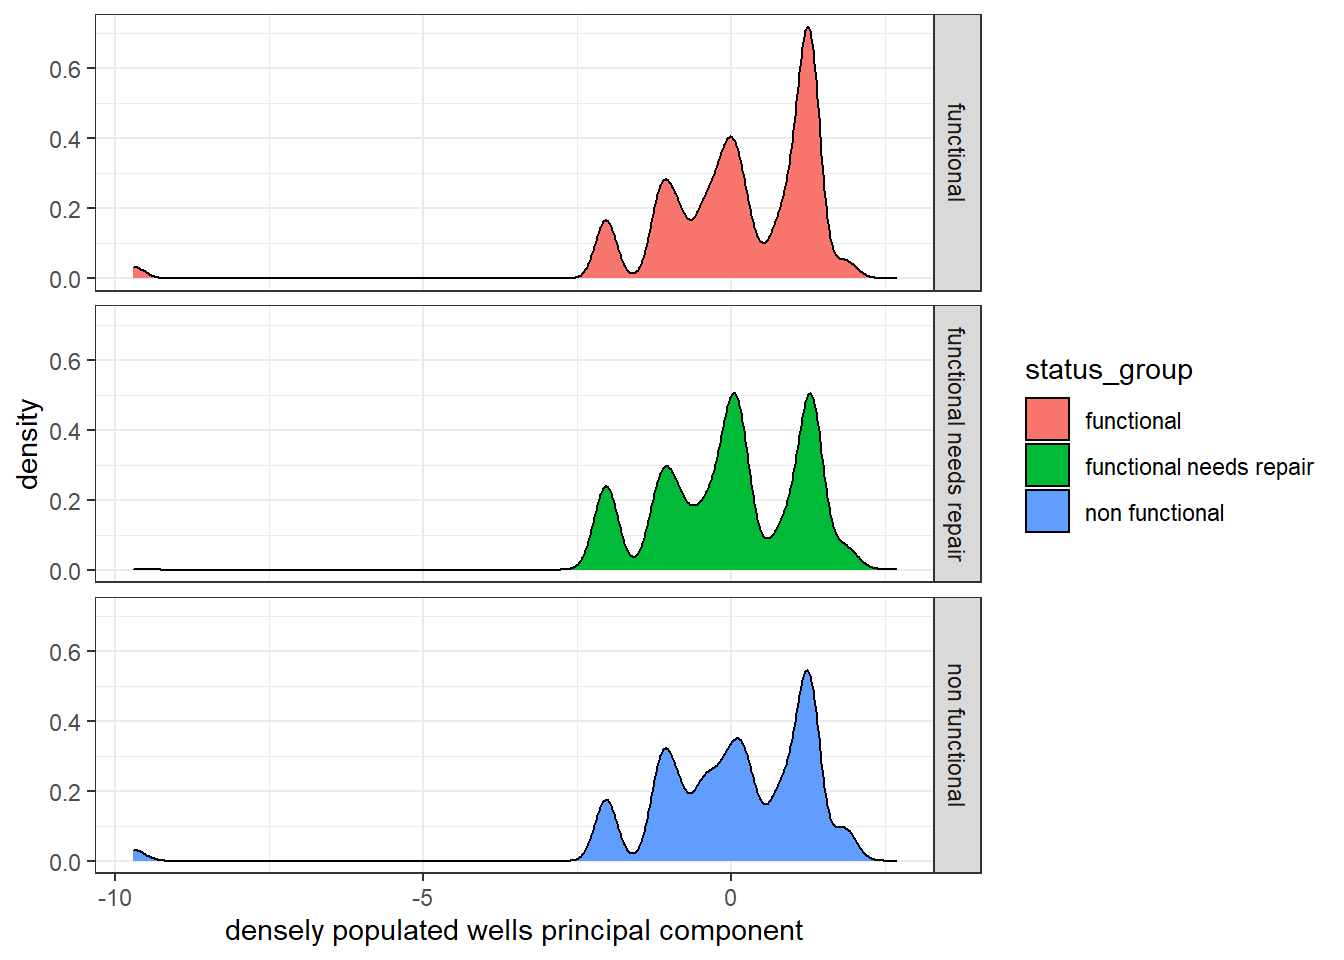 0.6
0.4
0.2
0.0
functional
0.6
0.4
0.2
0.0
functional needs repair
0.6
0.4
0.2
0.0
non functional
density
-10
-5
0
densely populated wells principal component
status_group
functional
functional needs repair
non functional